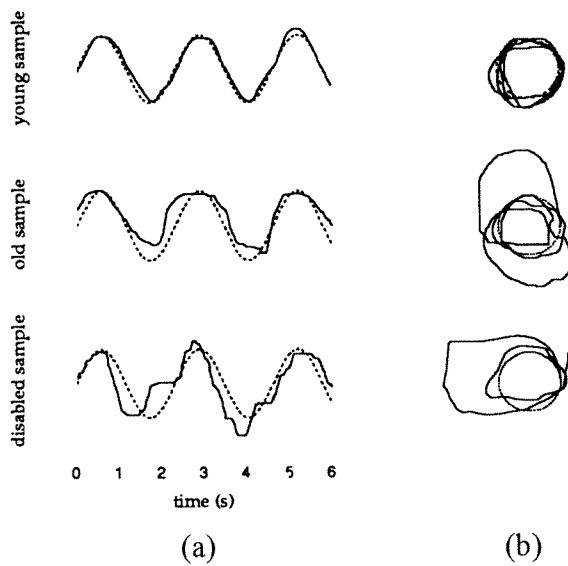 young sample
old sample
disabled sample
0 1 2 3 4 5 6
time (s)
(a) (b)